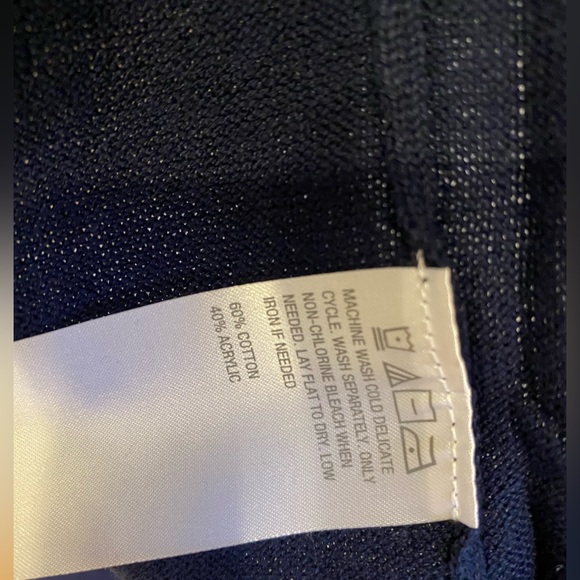 MACHINE WASH COLD DELICATE
CYCLE. WASH SEPARATELY. ONLY
NON-CHLORINE BLEACH WHEN
NEEDED. LAY FLAT TO DRY. LOW
IRON IF NEEDED
60% COTTON
40% ACRYLIC